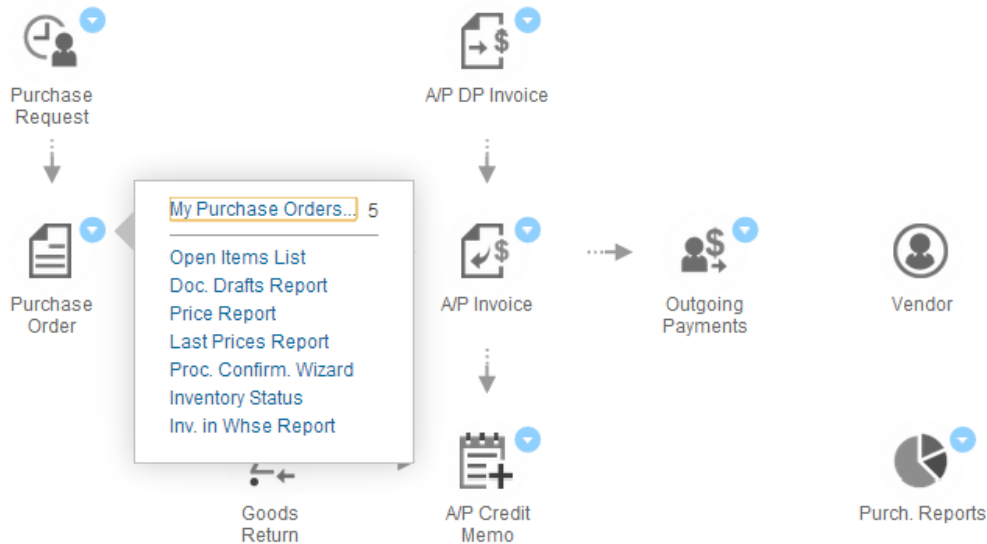 Purchase
Request
A/P DP Invoice
My Purchase Orders... 5
Open Items List
Doc. Drafts Report
Price Report
Last Prices Report
Proc. Confirm. Wizard
Inventory Status
Inv. in Whse Report
Purchase
Order
A/P Invoice
Outgoing
Payments
Vendor
Goods
Return
A/P Credit
Memo
Purch. Reports